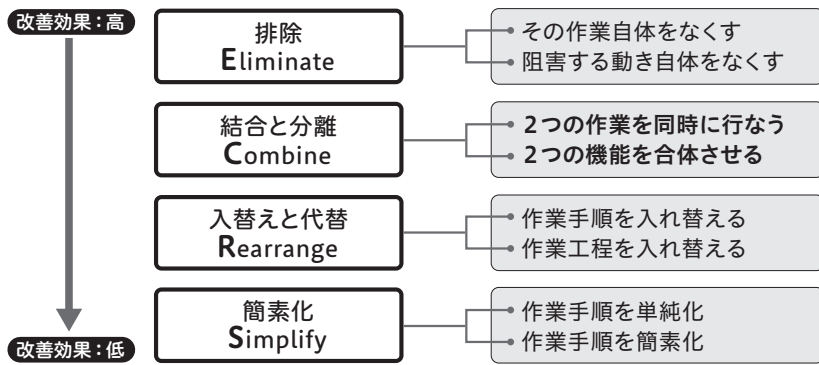 改善効果：高
排除
Eliminate
その作業自体をなくす
阻害する動き自体をなくす
結合と分離
Combine
2つの作業を同時に行なう
2つの機能を合体させる
入替えと代替
Rearrange
作業手順を入れ替える
作業工程を入れ替える
簡素化
Simplify
作業手順を単純化
作業手順を簡素化
改善効果：低